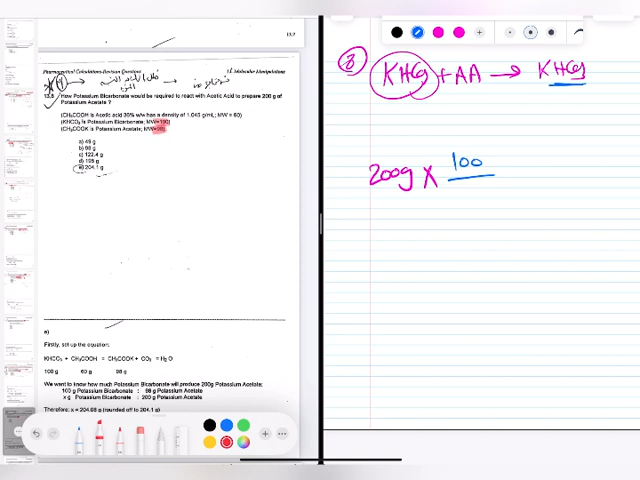 13.7
Pharmaceutical Calculations-Revision Questions
13. Molecular Manipulations
13.8 How Potassium Bicarbonate would be required to react with Acetic Acid to prepare 200 g of
Potassium Acetate ?
(CH₃COOH is Acetic acid 36% w/w has a density of 1.045 g/mL; MW = 60)
(KHCO₃ is Potassium Bicarbonate; MW=100)
(CH₃COOK is Potassium Acetate; MW=98)
a) 49 g
b) 98 g
c) 122.4 g
d) 196 g
e) 204.1 g
e)
Firstly, set up the equation:
KHCO₃ + CH₃COOH = CH₃COOK + CO₂ + H₂O
100 g 60 g 98 g
We want to know how much Potassium Bicarbonate will produce 200g Potassium Acetate:
100 g Potassium Bicarbonate : 98 g Potassium Acetate
x g Potassium Bicarbonate : 200 g Potassium Acetate
Therefore: x = 204.08 g (rounded off to 204.1 g)
8 KHCO₃ + AA → KHCO₃
200g X 100